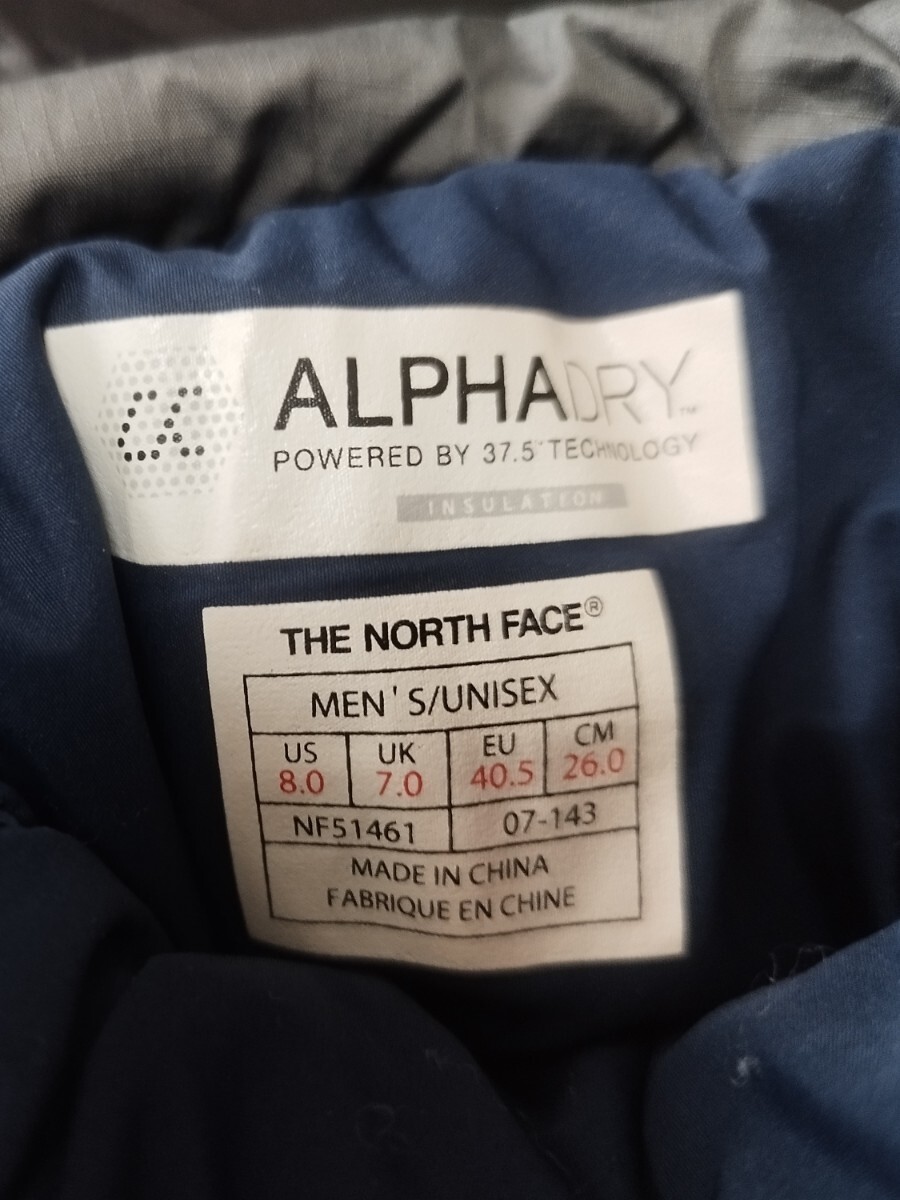 ALPHADRY™
POWERED BY 37.5° TECHNOLOGY
INSULATION
THE NORTH FACE®
MEN'S/UNISEX
US UK EU CM
8.0 7.0 40.5 26.0
NF51461 07-143
MADE IN CHINA
FABRIQUE EN CHINE